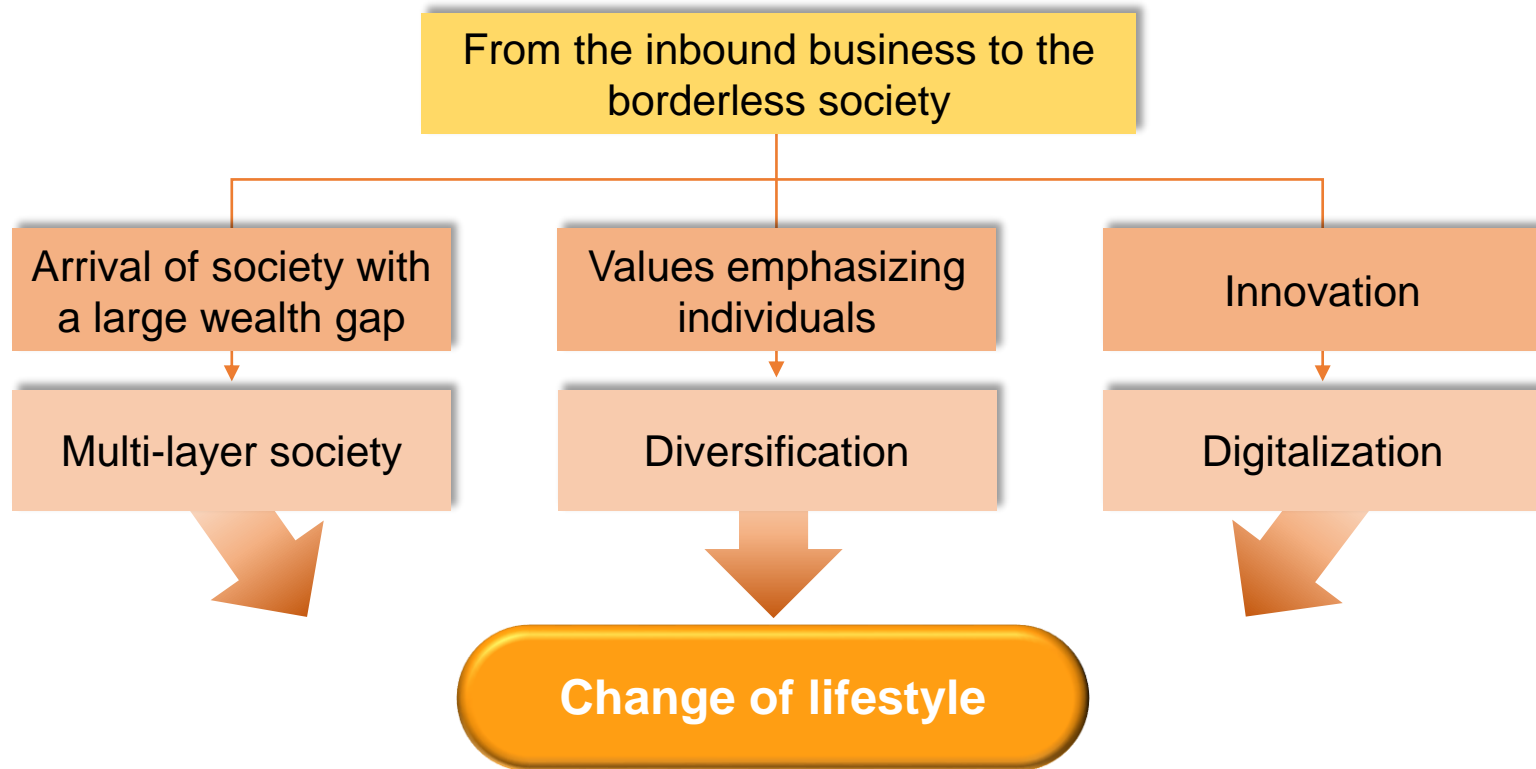 From the inbound business to the
borderless society
Arrival of society with
a large wealth gap
Values emphasizing
individuals
Innovation
Multi-layer society
Diversification
Digitalization
Change of lifestyle